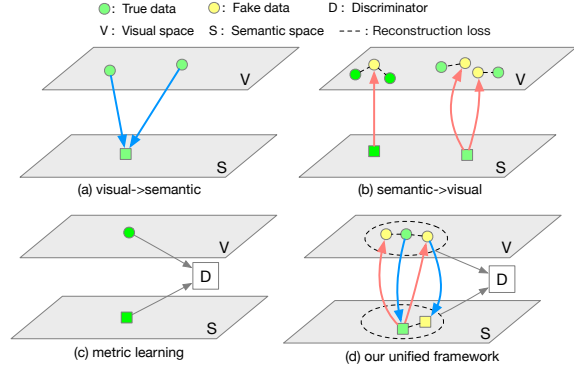 : True data : Fake data D : Discriminator
V : Visual space S : Semantic space ---- : Reconstruction loss
V V
S S
(a) visual->semantic (b) semantic->visual
V V
D D
S S
(c) metric learning (d) our unified framework